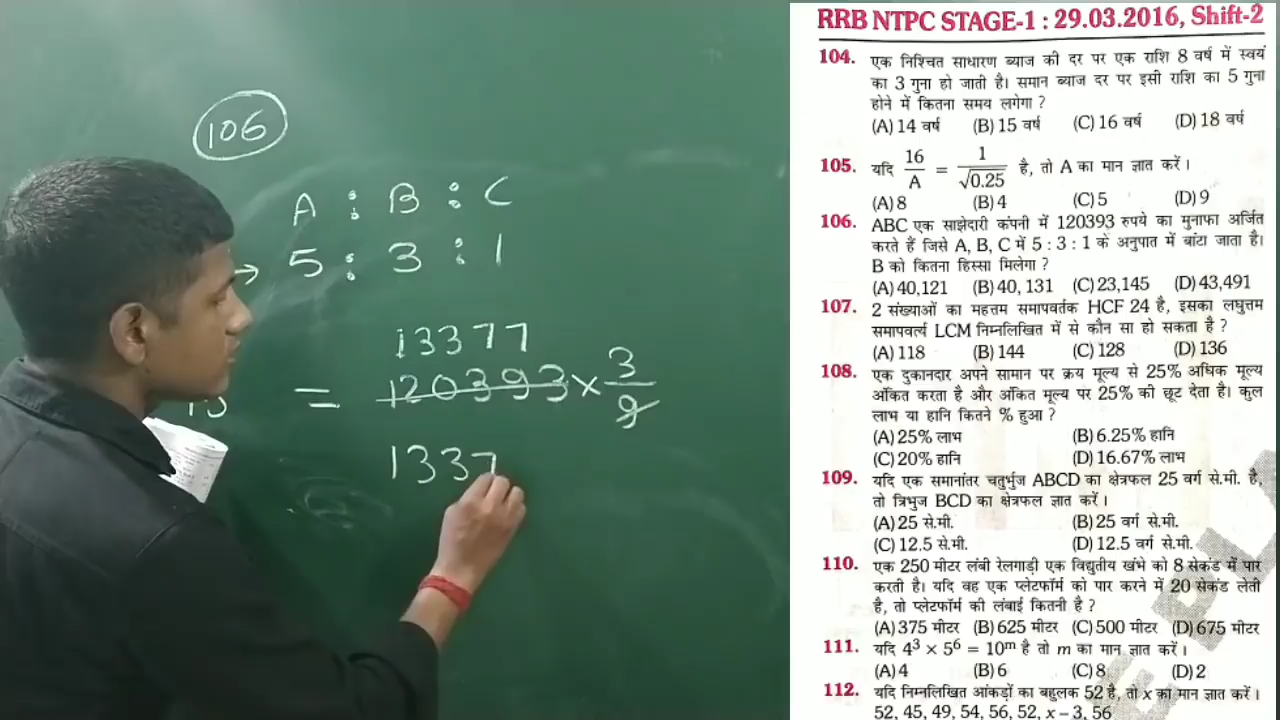 106
A : B : C
→ 5 : 3 : 1
13377
= 120393 × 3/9
1337
RRB NTPC STAGE-1 : 29.03.2016, Shift-2
104. एक निश्चित साधारण ब्याज की दर पर एक राशि 8 वर्ष में स्वयं
का 3 गुना हो जाती है। समान ब्याज दर पर इसी राशि का 5 गुना
होने में कितना समय लगेगा ?
(A) 14 वर्ष (B) 15 वर्ष (C) 16 वर्ष (D) 18 वर्ष
105. यदि 16/A = 1/√0.25 है, तो A का मान ज्ञात करें।
(A) 8 (B) 4 (C) 5 (D) 9
106. ABC एक साझेदारी कंपनी में 120393 रुपये का मुनाफा अर्जित
करते हैं जिसे A, B, C में 5 : 3 : 1 के अनुपात में बांटा जाता है।
B को कितना हिस्सा मिलेगा ?
(A) 40,121 (B) 40, 131 (C) 23,145 (D) 43,491
107. 2 संख्याओं का महत्तम समापवर्तक HCF 24 है, इसका लघुत्तम
समापवर्त्य LCM निम्नलिखित में से कौन सा हो सकता है ?
(A) 118 (B) 144 (C) 128 (D) 136
108. एक दुकानदार अपने सामान पर क्रय मूल्य से 25% अधिक मूल्य
अंकित करता है और अंकित मूल्य पर 25% की छूट देता है। कुल
लाभ या हानि कितने % हुआ ?
(A) 25% लाभ (B) 6.25% हानि
(C) 20% हानि (D) 16.67% लाभ
109. यदि एक समानांतर चतुर्भुज ABCD का क्षेत्रफल 25 वर्ग से.मी. है,
तो त्रिभुज BCD का क्षेत्रफल ज्ञात करें।
(A) 25 से.मी. (B) 25 वर्ग से.मी.
(C) 12.5 से.मी. (D) 12.5 वर्ग से.मी.
110. एक 250 मीटर लंबी रेलगाड़ी एक विद्युतीय खंभे को 8 सेकंड में पार
करती है। यदि वह एक प्लेटफॉर्म को पार करने में 20 सेकंड लेती
है, तो प्लेटफॉर्म की लंबाई कितनी है ?
(A) 375 मीटर (B) 625 मीटर (C) 500 मीटर (D) 675 मीटर
111. यदि 4³ × 5⁶ = 10ᵐ है तो m का मान ज्ञात करें।
(A) 4 (B) 6 (C) 8 (D) 2
112. यदि निम्नलिखित आंकड़ों का बहुलक 52 है, तो x का मान ज्ञात करें।
52, 45, 49, 54, 56, 52, x – 3, 56